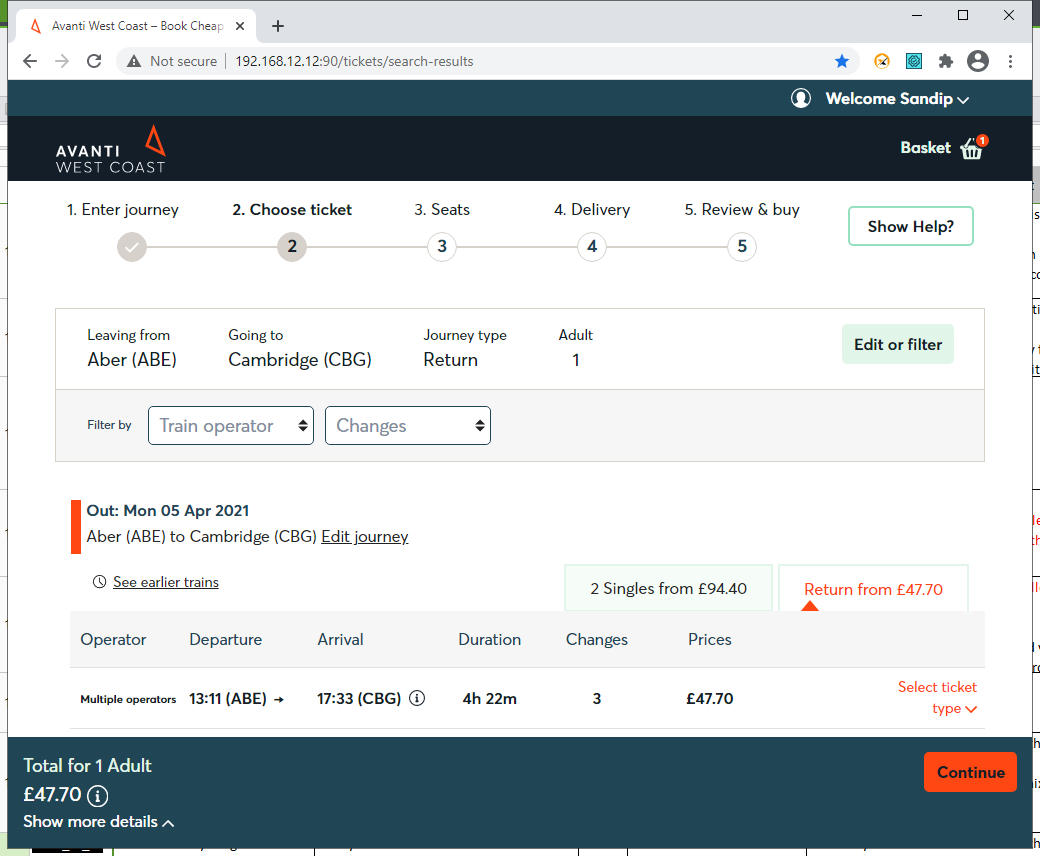 Avanti West Coast – Book Cheap
Not secure | 192.168.12.12:90/tickets/search-results
Welcome Sandip
AVANTI
WEST COAST
Basket 1
1. Enter journey 2. Choose ticket 3. Seats 4. Delivery 5. Review & buy
Show Help?
2 3 4 5
Leaving from Going to Journey type Adult
Aber (ABE) Cambridge (CBG) Return 1
Edit or filter
Filter by Train operator Changes
Out: Mon 05 Apr 2021
Aber (ABE) to Cambridge (CBG) Edit journey
See earlier trains
2 Singles from £94.40 Return from £47.70
Operator Departure Arrival Duration Changes Prices
Multiple operators 13:11 (ABE) → 17:33 (CBG) 4h 22m 3 £47.70
Select ticket
type
Total for 1 Adult
£47.70
Continue
Show more details